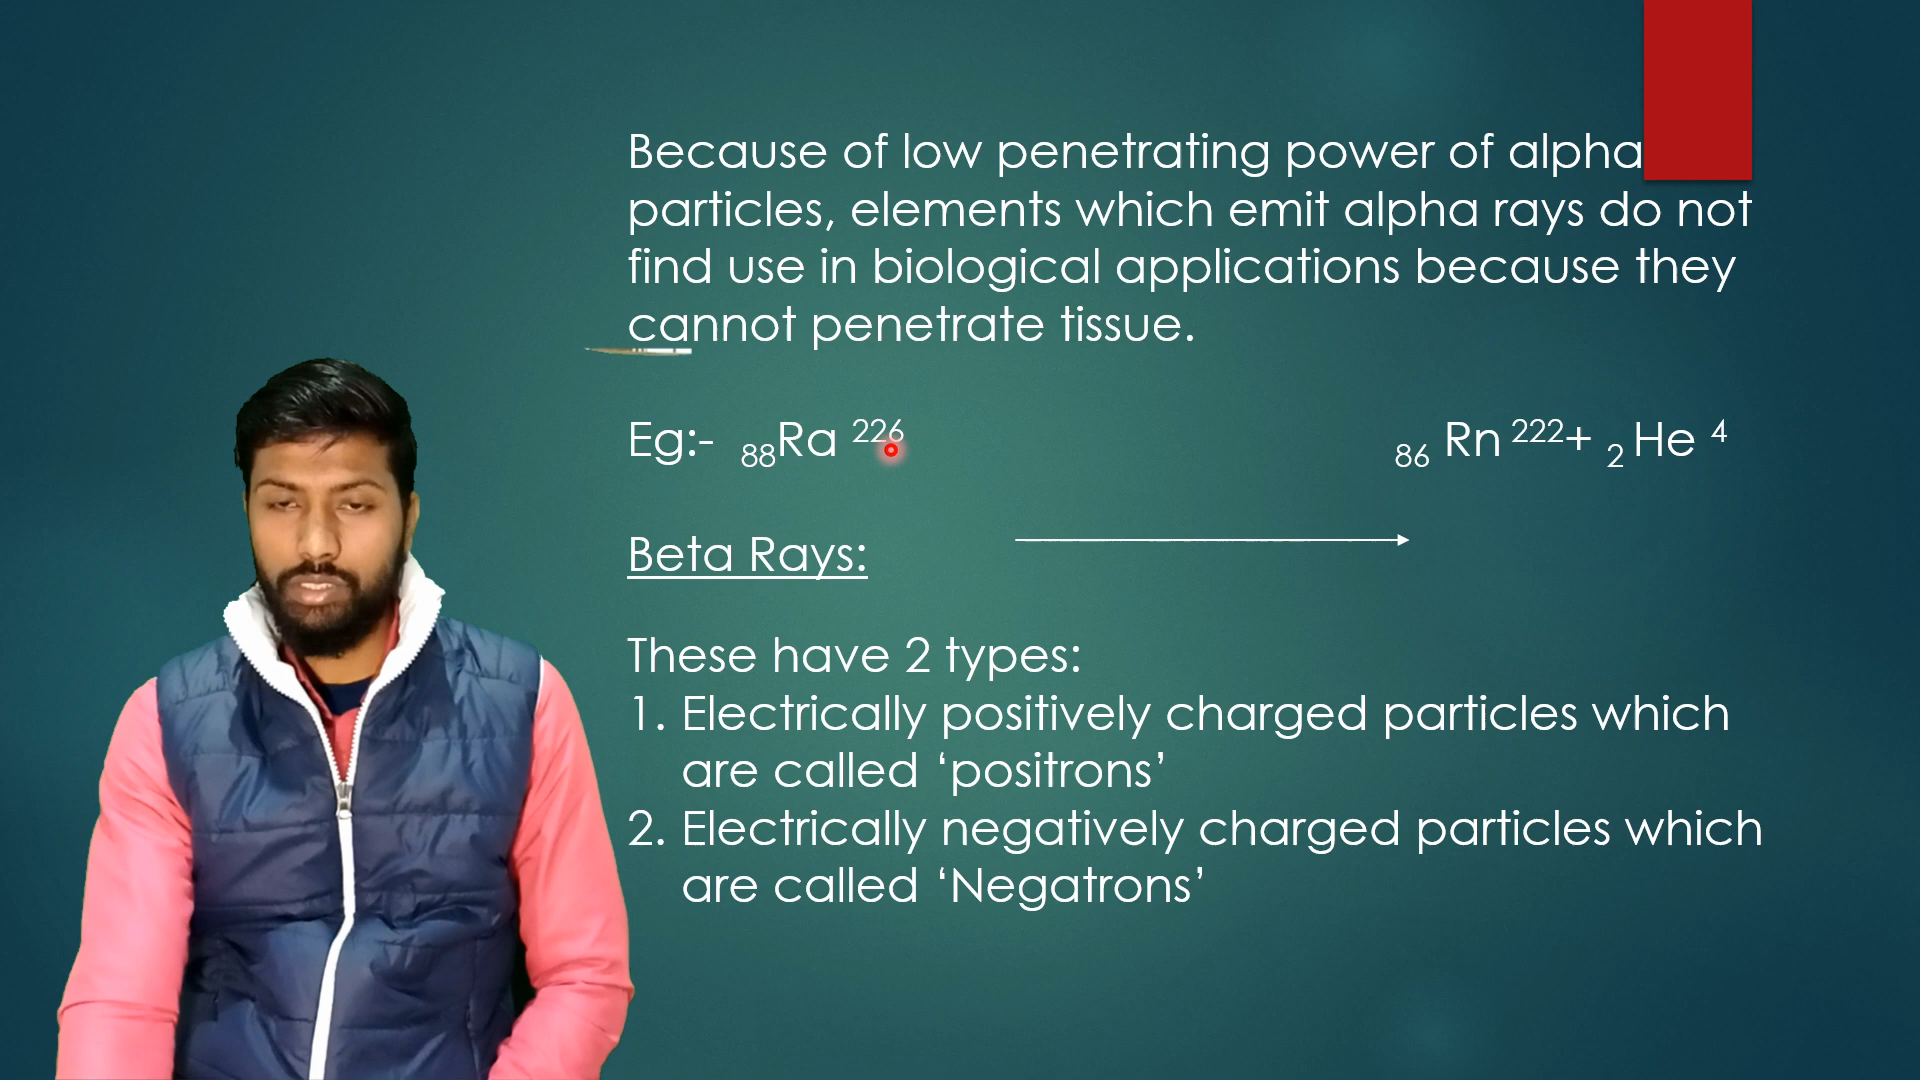 Because of low penetrating power of alpha
particles, elements which emit alpha rays do not
find use in biological applications because they
cannot penetrate tissue.
Eg:- ₈₈Ra ²²⁶ ₈₆ Rn ²²²+ ₂ He ⁴
Beta Rays:
These have 2 types:
1. Electrically positively charged particles which
are called ‘positrons’
2. Electrically negatively charged particles which
are called ‘Negatrons’